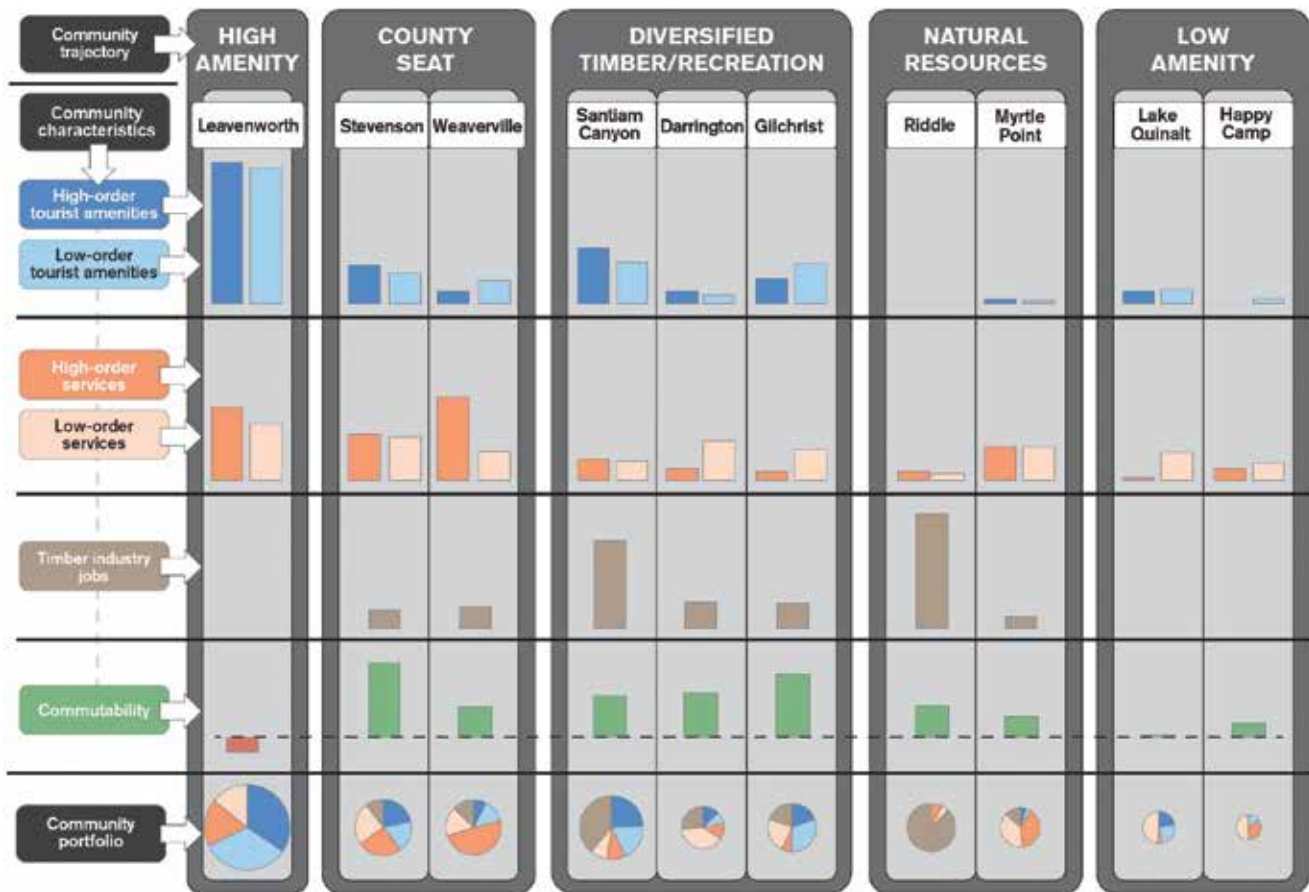 Community
trajectory
HIGH
AMENITY
COUNTY
SEAT
DIVERSIFIED
TIMBER/RECREATION
NATURAL
RESOURCES
LOW
AMENITY
Community
characteristics
Leavenworth
Stevenson
Weaverville
Santiam
Canyon
Darrington
Gilchrist
Riddle
Myrtle
Point
Lake
Quinalt
Happy
Camp
High-order
tourist amenities
Low-order
tourist amenities
High-order
services
Low-order
services
Timber industry
jobs
Commutability
Community
portfolio